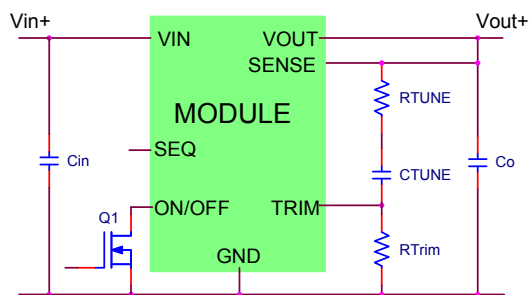 Vin+
Vout+
VIN
VOUT
SENSE
RTUNE
MODULE
SEQ
Cin
CTUNE
Co
Q1
ON/OFF
TRIM
RTrim
GND